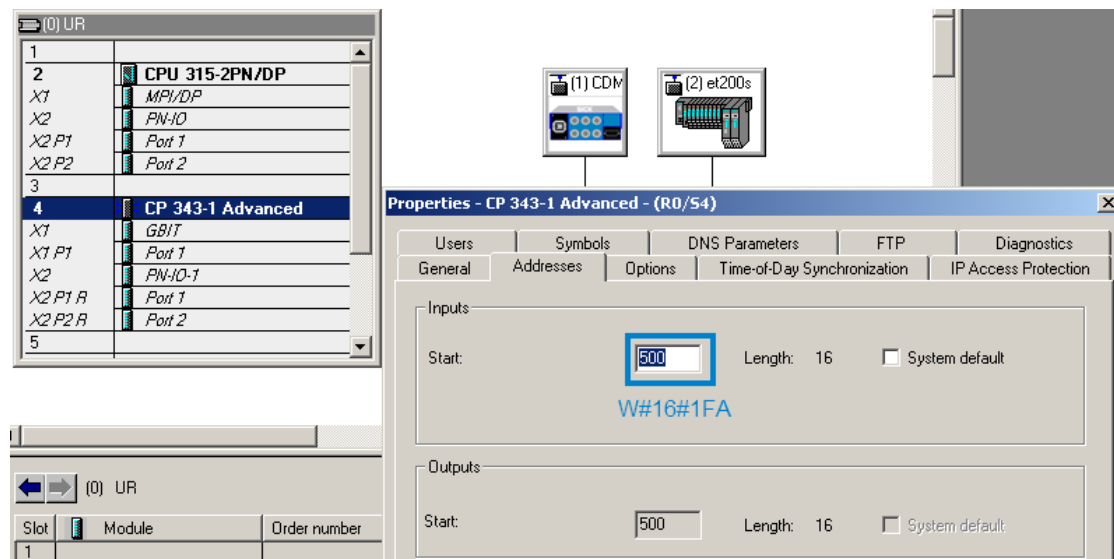 (0) UR
1
2 CPU 315-2PN/DP
X1 MPI/DP
X2 PN-IO
X2 P1 Port 1
X2 P2 Port 2
3
4 CP 343-1 Advanced
X1 GBIT
X1 P1 Port 1
X2 PN-IO-1
X2 P1 R Port 1
X2 P2 R Port 2
5
(1) CDM
SICK
(2) et200s
Properties - CP 343-1 Advanced - (R0/S4)
Users Symbols DNS Parameters FTP Diagnostics
General Addresses Options Time-of-Day Synchronization IP Access Protection
Inputs
Start: 500 Length: 16 System default
W#16#1FA
Outputs
Start: 500 Length: 16 System default
(0) UR
Slot Module Order number
1